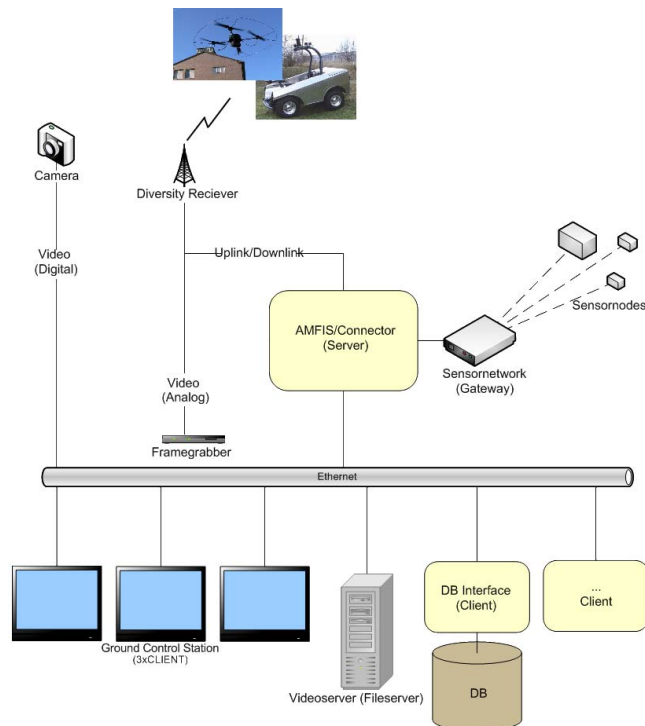 Camera
Diversity Reciever
Video
(Digital)
Uplink/Downlink
Sensornodes
AMFIS/Connector
(Server)
Sensornetwork
(Gateway)
Video
(Analog)
Framegrabber
Ethernet
DB Interface
(Client)
...
Client
Ground Control Station
(3xCLIENT)
Videoserver (Fileserver)
DB